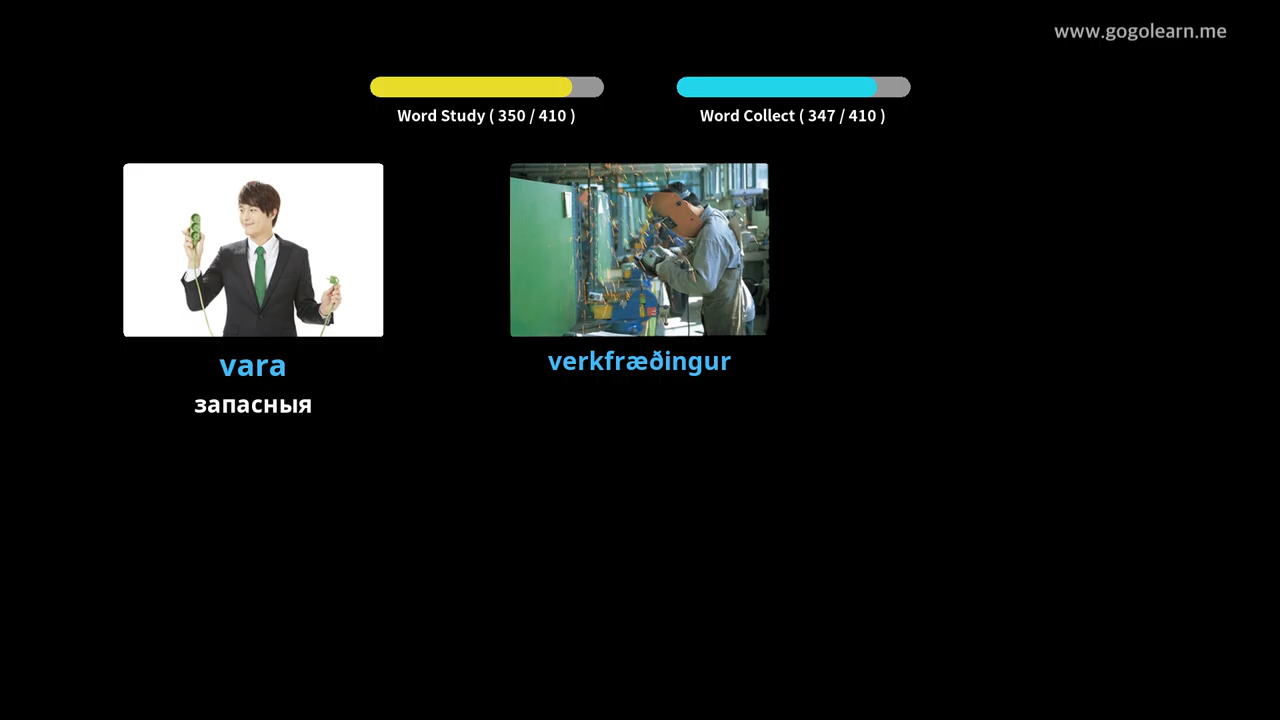 www.gogolearn.me
Word Study ( 350 / 410 )
Word Collect ( 347 / 410 )
vara
запасныя
verkfræðingur